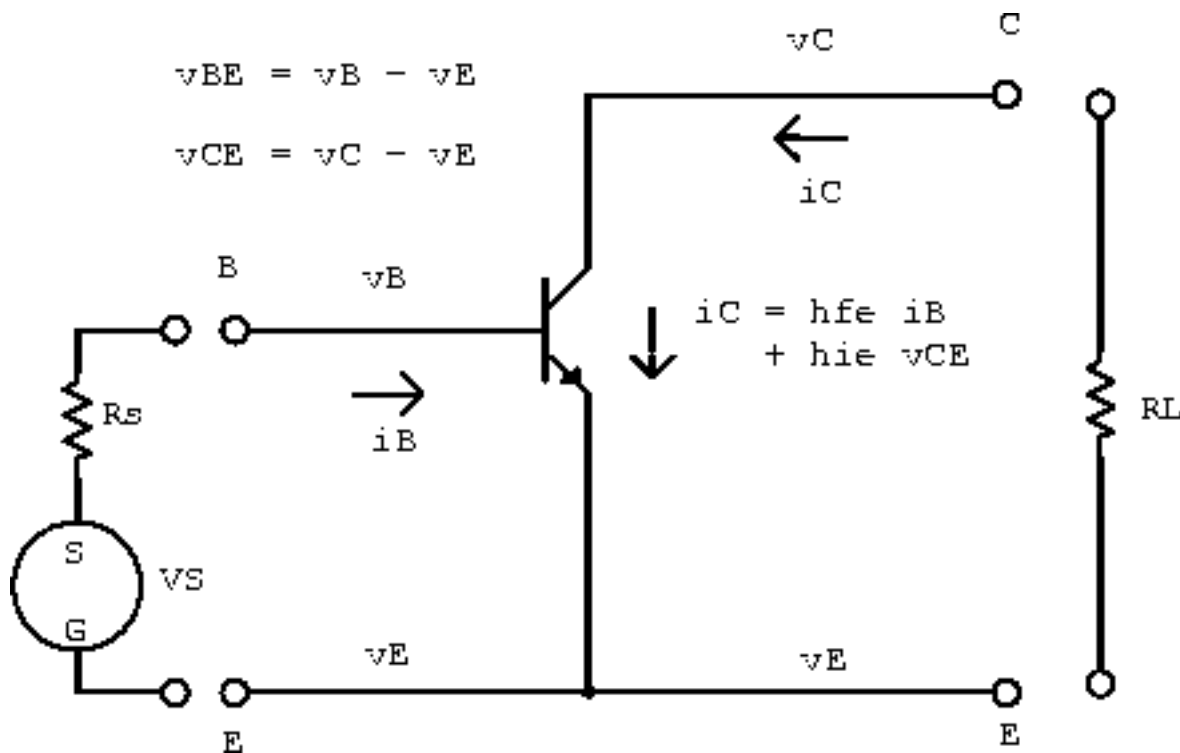 C
vC
vBE = vB - vE
vCE = vC - vE
iC
B
vB
iC = hfe iB
+ hie vCE
Rs
iB
RL
S
VS
G
vE
vE
E
E